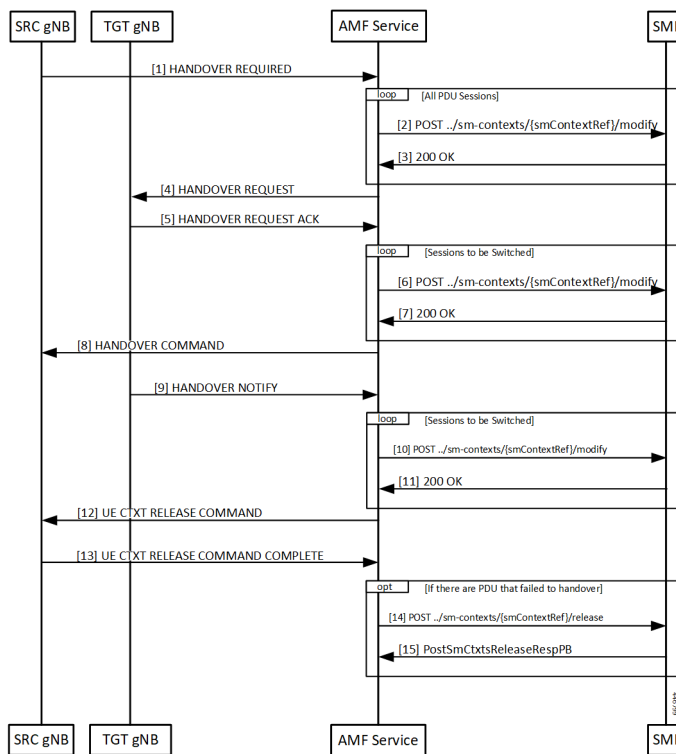 SRC gNB
TGT gNB
AMF Service
[1] HANDOVER REQUIRED
loop
[All PDU Sessions]
[2] POST ../sm-contexts/{smContextRef}/modify
[3] 200 OK
[4] HANDOVER REQUEST
[5] HANDOVER REQUEST ACK
loop
[Sessions to be Switched]
[6] POST ../sm-contexts/{smContextRef}/modify
[7] 200 OK
[8] HANDOVER COMMAND
[9] HANDOVER NOTIFY
loop
[Sessions to be Switched]
[10] POST ../sm-contexts/{smContextRef}/modify
[11] 200 OK
[12] UE CTXT RELEASE COMMAND
[13] UE CTXT RELEASE COMMAND COMPLETE
opt
[If there are PDU that failed to handover]
[14] POST ../sm-contexts/{smContextRef}/release
[15] PostSmCtxtsReleaseRespPB
SRC gNB
TGT gNB
AMF Service